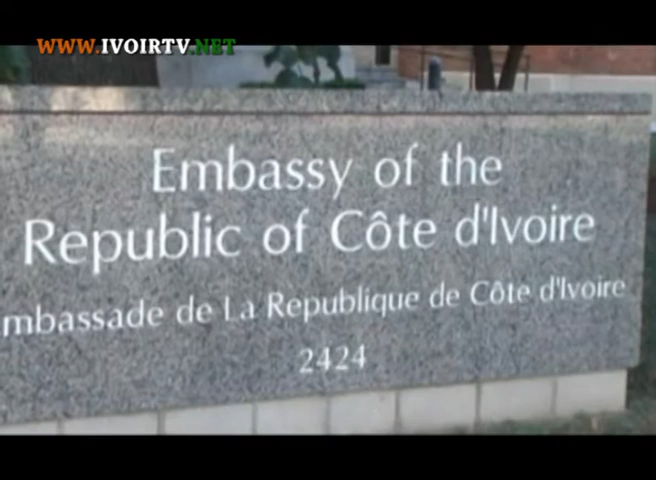 WWW.IVOIRTV.NET
Embassy of the
Republic of Côte d'Ivoire
mbassade de La Republique de Côte d'Ivoire
2424